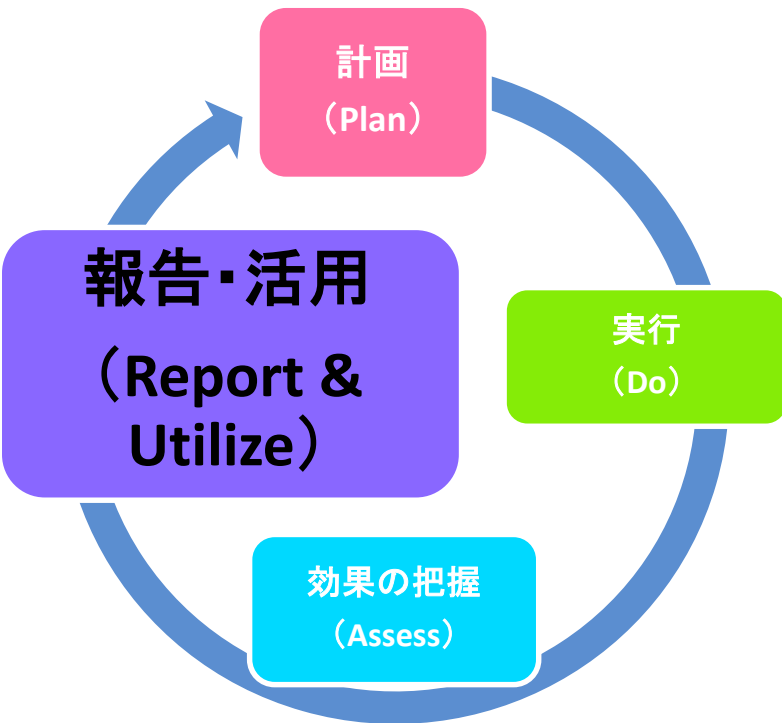 計画
（Plan）
実行
（Do）
効果の把握
（Assess）
報告・活用
（Report &
Utilize）